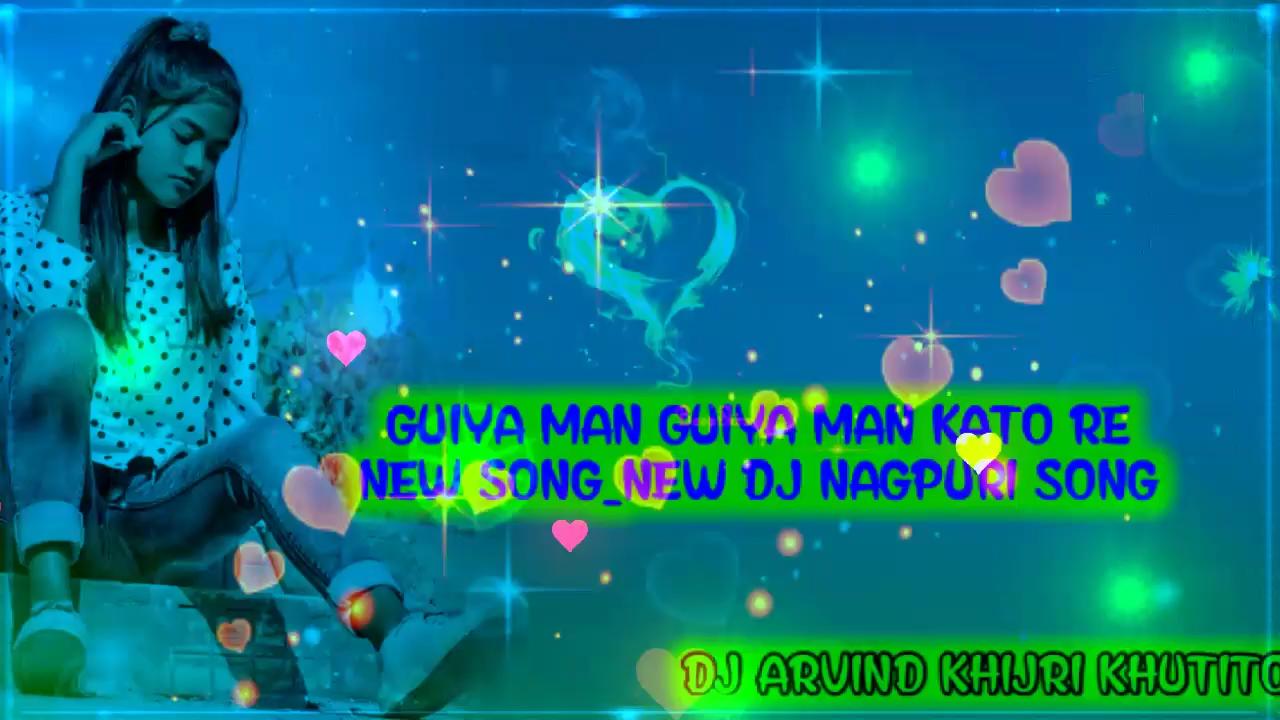 GUIYA MAN GUIYA MAN KATO RE
NEW SONG_NEW DJ NAGPURI SONG
DJ ARVIND KHIJRI KHUTITO